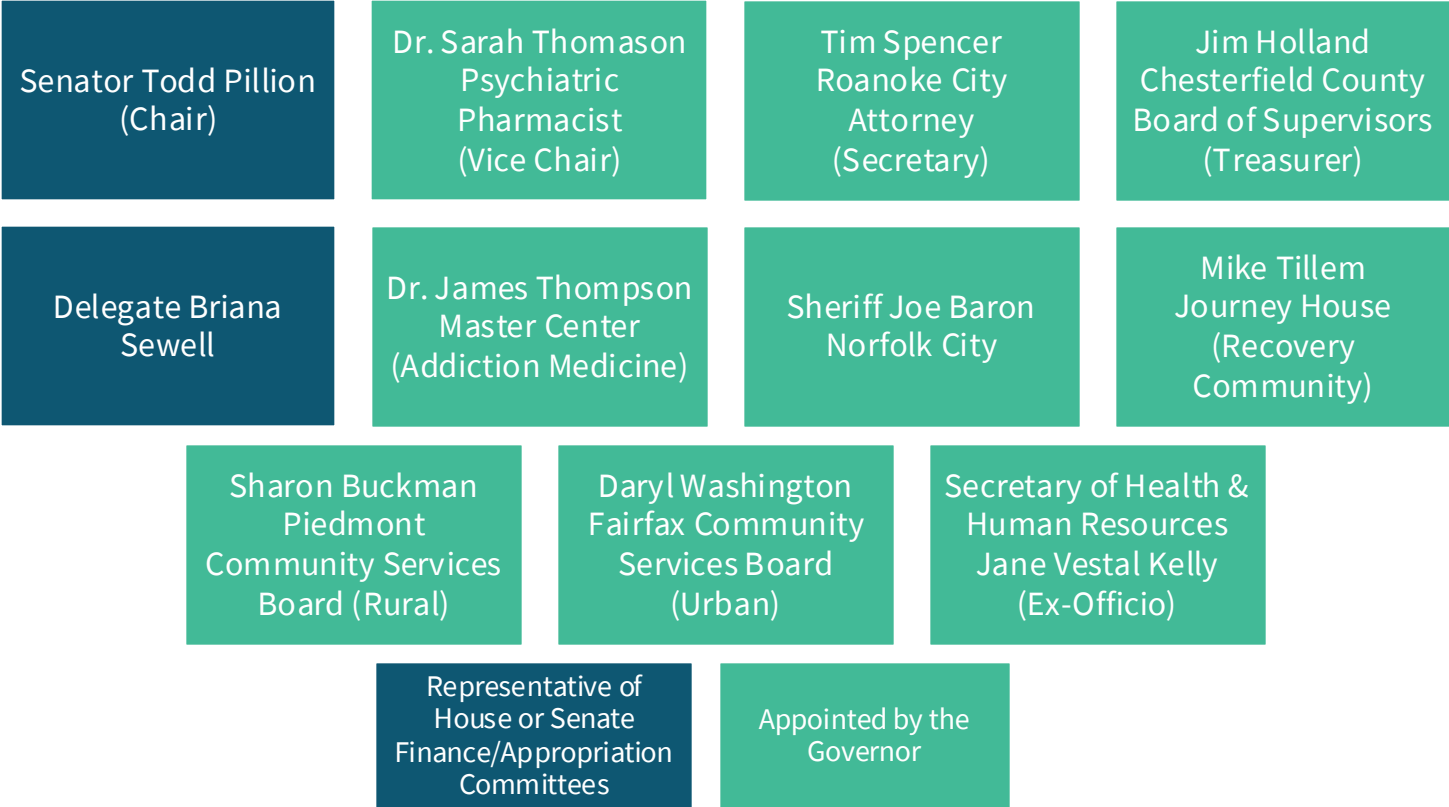 Senator Todd Pillion
(Chair)
Dr. Sarah Thomason
Psychiatric
Pharmacist
(Vice Chair)
Tim Spencer
Roanoke City
Attorney
(Secretary)
Jim Holland
Chesterfield County
Board of Supervisors
(Treasurer)
Delegate Briana
Sewell
Dr. James Thompson
Master Center
(Addiction Medicine)
Sheriff Joe Baron
Norfolk City
Mike Tillem
Journey House
(Recovery
Community)
Sharon Buckman
Piedmont
Community Services
Board (Rural)
Daryl Washington
Fairfax Community
Services Board
(Urban)
Secretary of Health &
Human Resources
Jane Vestal Kelly
(Ex-Officio)
Representative of
House or Senate
Finance/Appropriation
Committees
Appointed by the
Governor